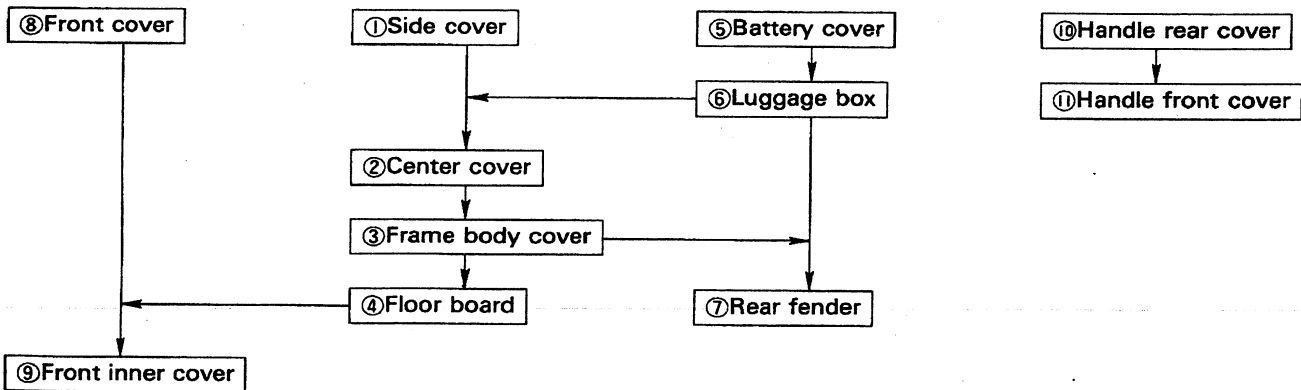 ⑧Front cover
①Side cover
⑤Battery cover
⑩Handle rear cover
⑥Luggage box
⑪Handle front cover
②Center cover
③Frame body cover
④Floor board
⑦Rear fender
⑨Front inner cover